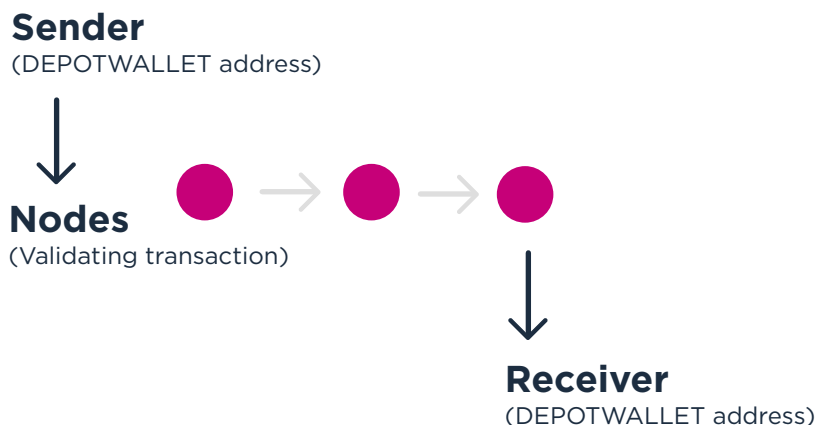 Sender
(DEPOTWALLET address)
Nodes
(Validating transaction)
Receiver
(DEPOTWALLET address)